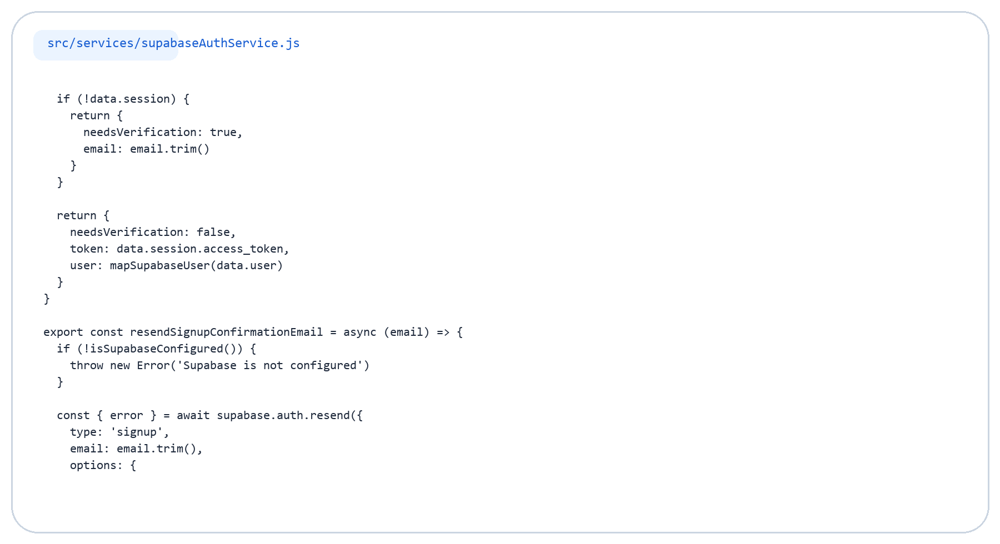 src/services/supabaseAuthService.js
  if (!data.session) {
    return {
      needsVerification: true,
      email: email.trim()
    }
  }

  return {
    needsVerification: false,
    token: data.session.access_token,
    user: mapSupabaseUser(data.user)
  }
}

export const resendSignupConfirmationEmail = async (email) => {
  if (!isSupabaseConfigured()) {
    throw new Error('Supabase is not configured')
  }

  const { error } = await supabase.auth.resend({
    type: 'signup',
    email: email.trim(),
    options: {